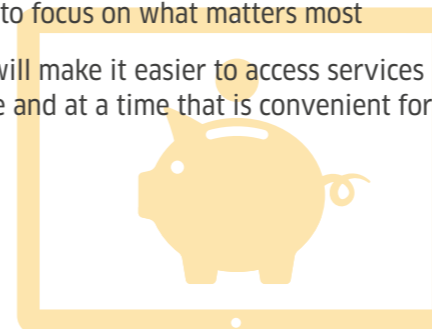 to focus on what matters most
will make it easier to access services
e and at a time that is convenient for